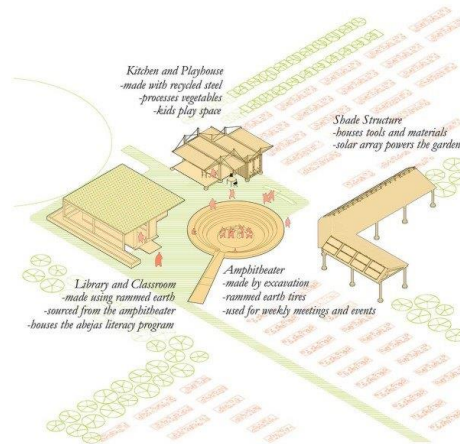 Kitchen and Playhouse
-made with recycled steel
-processes vegetables
-kids play space
Shade Structure
-houses tools and materials
-solar array powers the garden
Library and Classroom
-made using rammed earth
-sourced from the amphitheater
-houses the abejas literacy program
Amphitheater
-made by excavation
-rammed earth tires
-used for weekly meetings and events